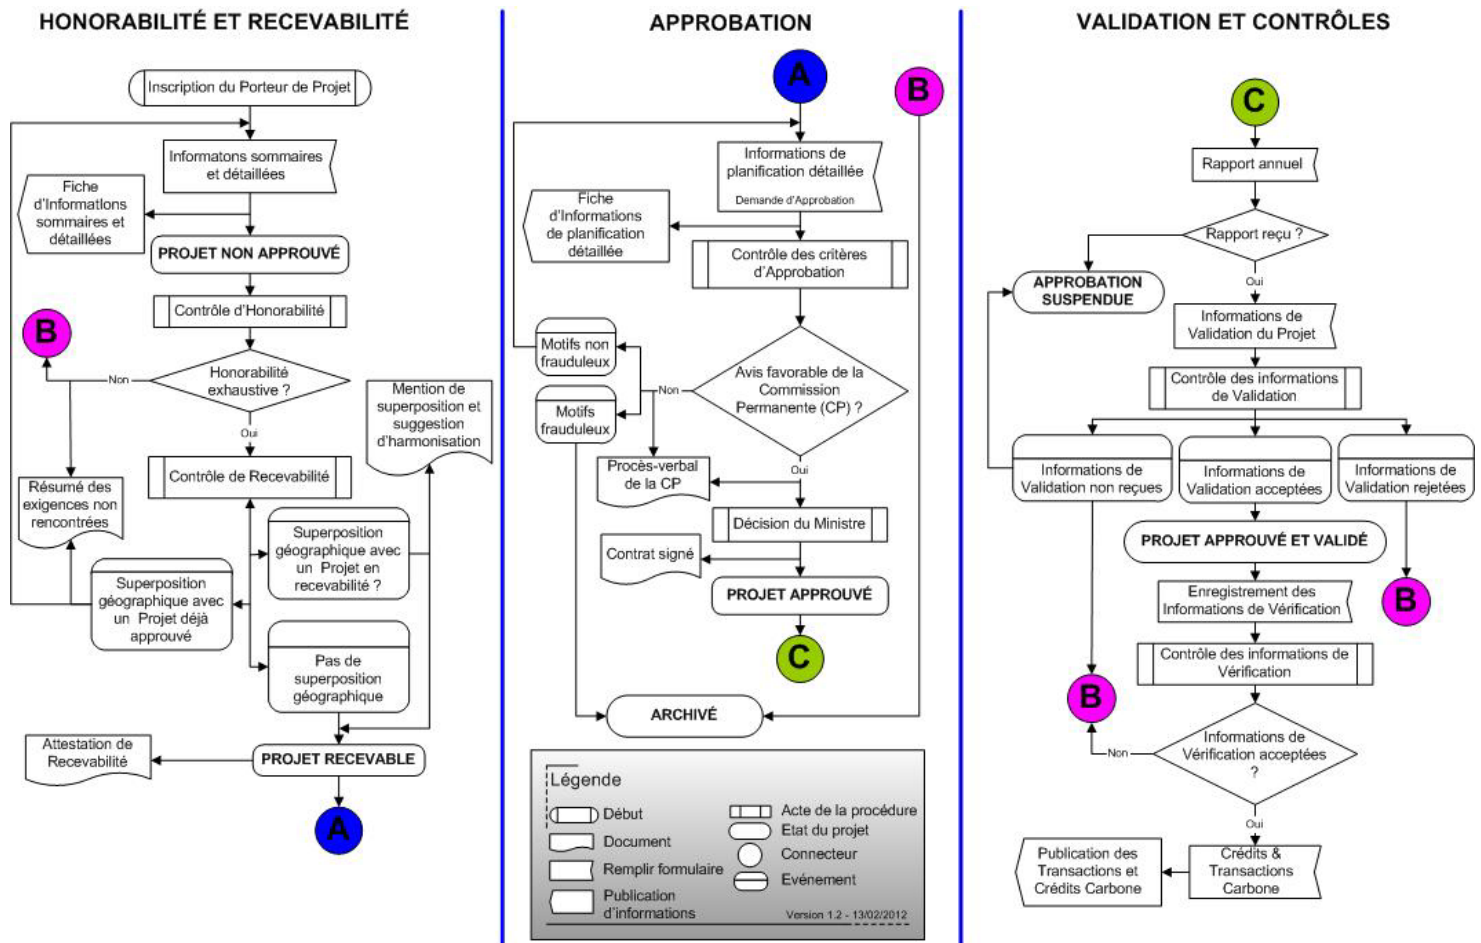 HONORABILITÉ ET RECEVABILITÉ
Inscription du Porteur de Projet
Informatons sommaires
et détaillées
Fiche
d'Informations
sommaires et
détaillées
PROJET NON APPROUVÉ
Contrôle d'Honorabilité
B
Honorabilité
exhaustive ?
Non
Oui
Mention de
superposition et
suggestion
d'harmonisation
Contrôle de Recevabilité
Résumé des
exigences non
rencontrées
Superposition
géographique avec
un Projet en
recevabilité ?
Superposition
géographique avec
un Projet déjà
approuvé
Pas de
superposition
géographique
Attestation de
Recevabilité
PROJET RECEVABLE
A
APPROBATION
A
B
Informations de
planification détaillée
Demande d'Approbation
Fiche
d'Informations
de planification
détaillée
Contrôle des critères
d'Approbation
Motifs non
frauduleux
Avis favorable de la
Commission
Permanente (CP) ?
Non
Motifs
frauduleux
Oui
Procès-verbal
de la CP
Décision du Ministre
Contrat signé
PROJET APPROUVÉ
C
ARCHIVÉ
Légende
Début
Document
Remplir formulaire
Publication
d'informations
Acte de la procédure
Etat du projet
Connecteur
Evénement
Version 1.2 - 13/02/2012
VALIDATION ET CONTRÔLES
C
Rapport annuel
Rapport reçu ?
APPROBATION
SUSPENDUE
Oui
Informations de
Validation du Projet
Contrôle des informations
de Validation
Informations de
Validation non reçues
Informations de
Validation acceptées
Informations de
Validation rejetées
PROJET APPROUVÉ ET VALIDÉ
Enregistrement des
Informations de Vérification
B
Contrôle des informations de
Vérification
B
Informations de
Vérification acceptées
?
Non
Oui
Publication des
Transactions et
Crédits Carbone
Crédits &
Transactions
Carbone